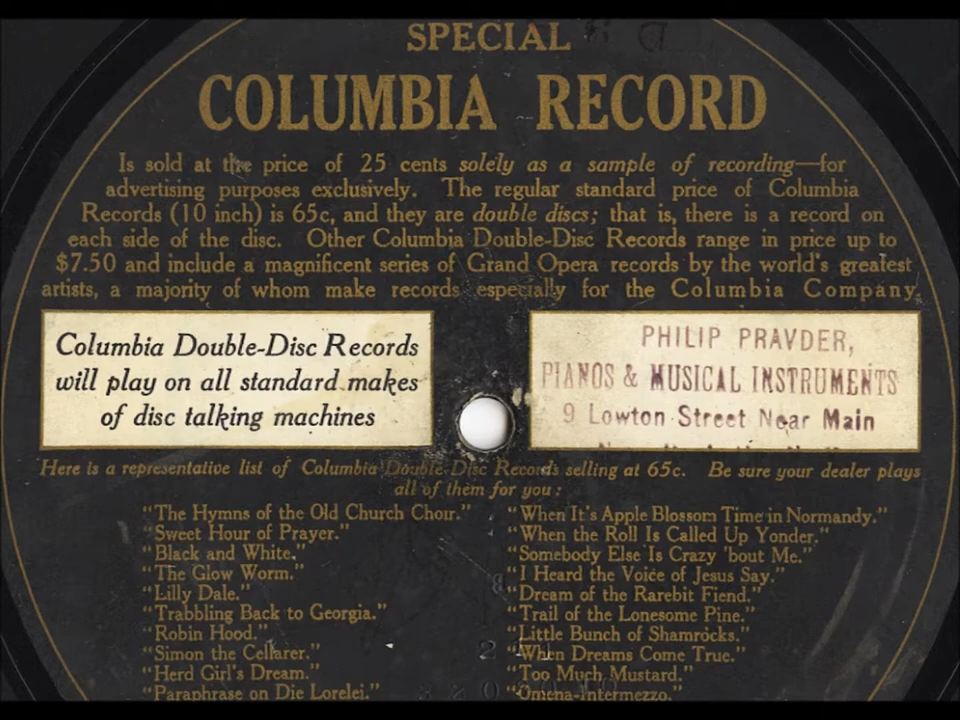 SPECIAL
COLUMBIA RECORD
Is sold at the price of 25 cents solely as a sample of recording—for
advertising purposes exclusively. The regular standard price of Columbia
Records (10 inch) is 65c, and they are double discs; that is, there is a record on
each side of the disc. Other Columbia Double-Disc Records range in price up to
$7.50 and include a magnificent series of Grand Opera records by the world's greatest
artists, a majority of whom make records especially for the Columbia Company.
Columbia Double-Disc Records
will play on all standard makes
of disc talking machines
PHILIP PRAVDER,
PIANOS & MUSICAL INSTRUMENTS
9 Lowton Street Near Main
Here is a representative list of Columbia Double-Disc Records selling at 65c. Be sure your dealer plays
all of them for you:
"The Hymns of the Old Church Choir."
"Sweet Hour of Prayer."
"Black and White."
"The Glow Worm."
"Lilly Dale."
"Trabbling Back to Georgia."
"Robin Hood."
"Simon the Cellarer."
"Herd Girl's Dream."
"Paraphrase on Die Lorelei."
"When It's Apple Blossom Time in Normandy."
"When the Roll Is Called Up Yonder."
"Somebody Else Is Crazy 'bout Me."
"I Heard the Voice of Jesus Say."
"Dream of the Rarebit Fiend."
"Trail of the Lonesome Pine."
"Little Bunch of Shamrocks."
"When Dreams Come True."
"Too Much Mustard."
"Omena-Intermezzo."